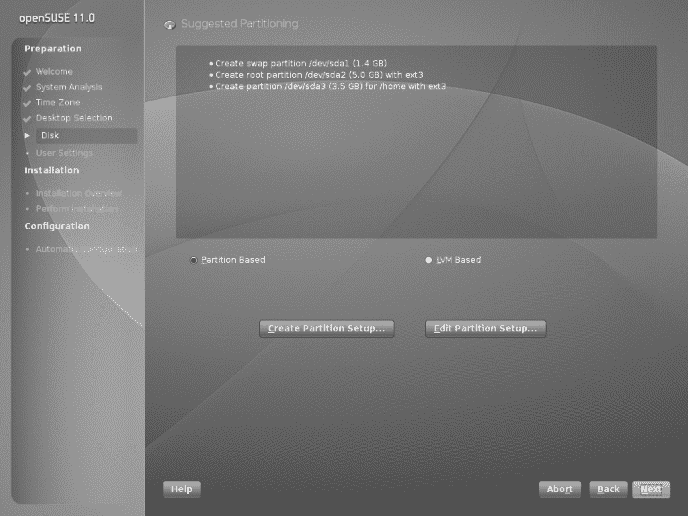 openSUSE 11.0
Preparation
Welcome
System Analysis
Time Zone
Desktop Selection
Disk
User Settings
Installation
Installation Overview
Perform Installation
Configuration
Automatic Configuration
Suggested Partitioning
Create swap partition /dev/sda1 (1.4 GB)
Create root partition /dev/sda2 (5.0 GB) with ext3
Create partition /dev/sda3 (3.5 GB) for /home with ext3
Partition Based
LVM Based
Create Partition Setup...
Edit Partition Setup...
Help
Abort
Back
Next